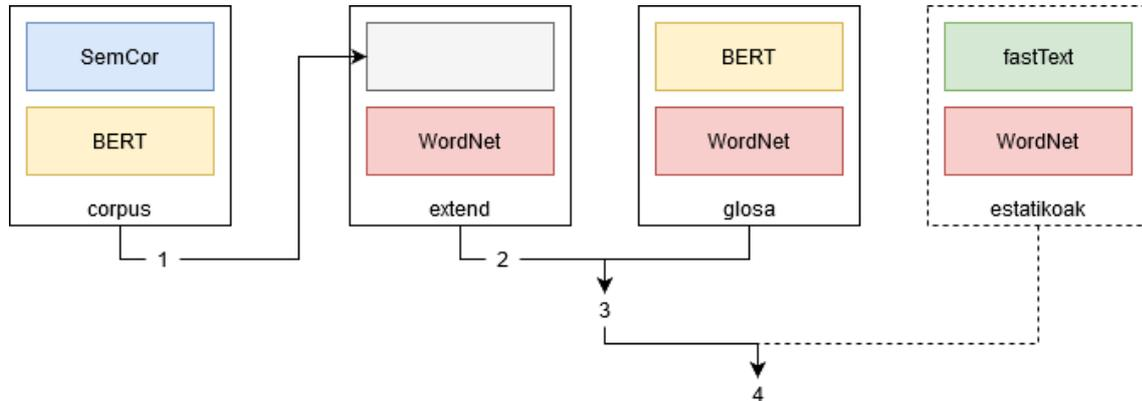 SemCor
BERT
corpus
WordNet
extend
BERT
WordNet
glosa
fastText
WordNet
estatikoak
1
2
3
4